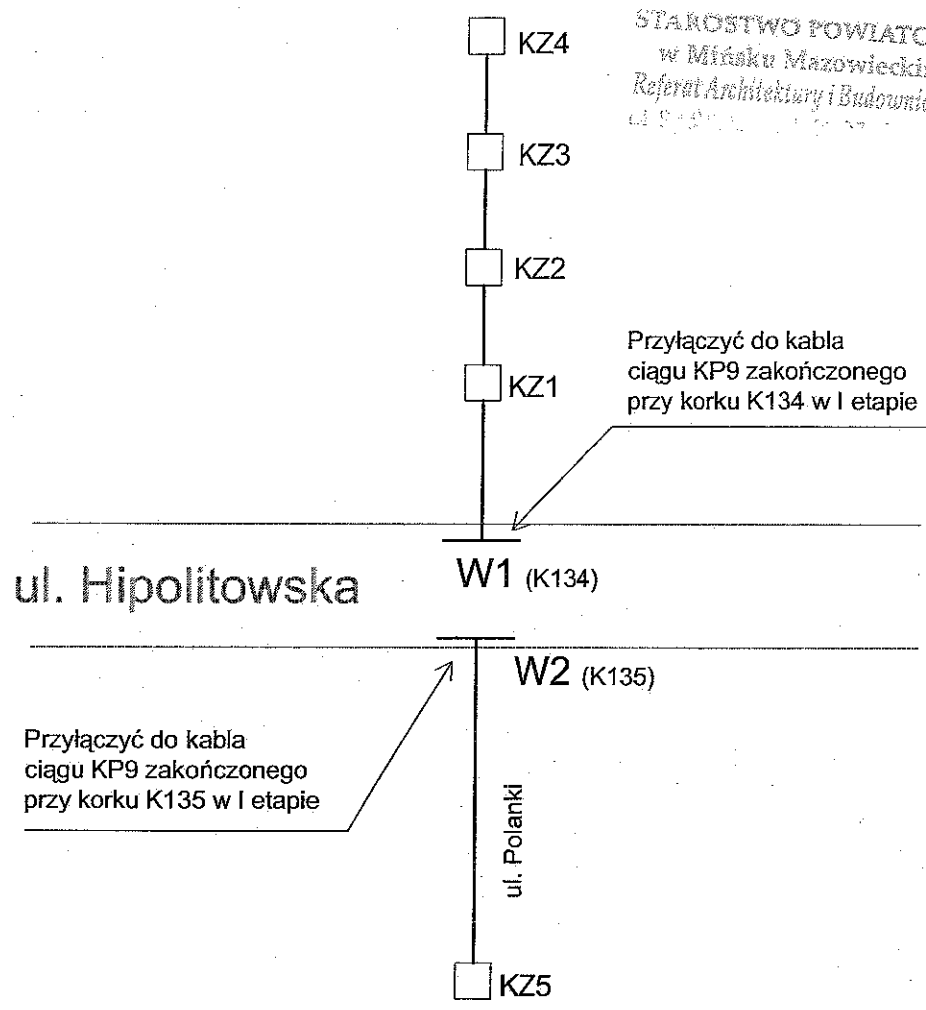 STAROSTWO POWIATO
w Mińsku Mazowiecki
Referat Architektury i Budownic
KZ4
KZ3
KZ2
KZ1
Przyłączyć do kabla
ciągu KP9 zakończonego
przy korku K134 w I etapie
W1 (K134)
ul. Hipolitowska
W2 (K135)
Przyłączyć do kabla
ciągu KP9 zakończonego
przy korku K135 w I etapie
ul. Polanki
KZ5